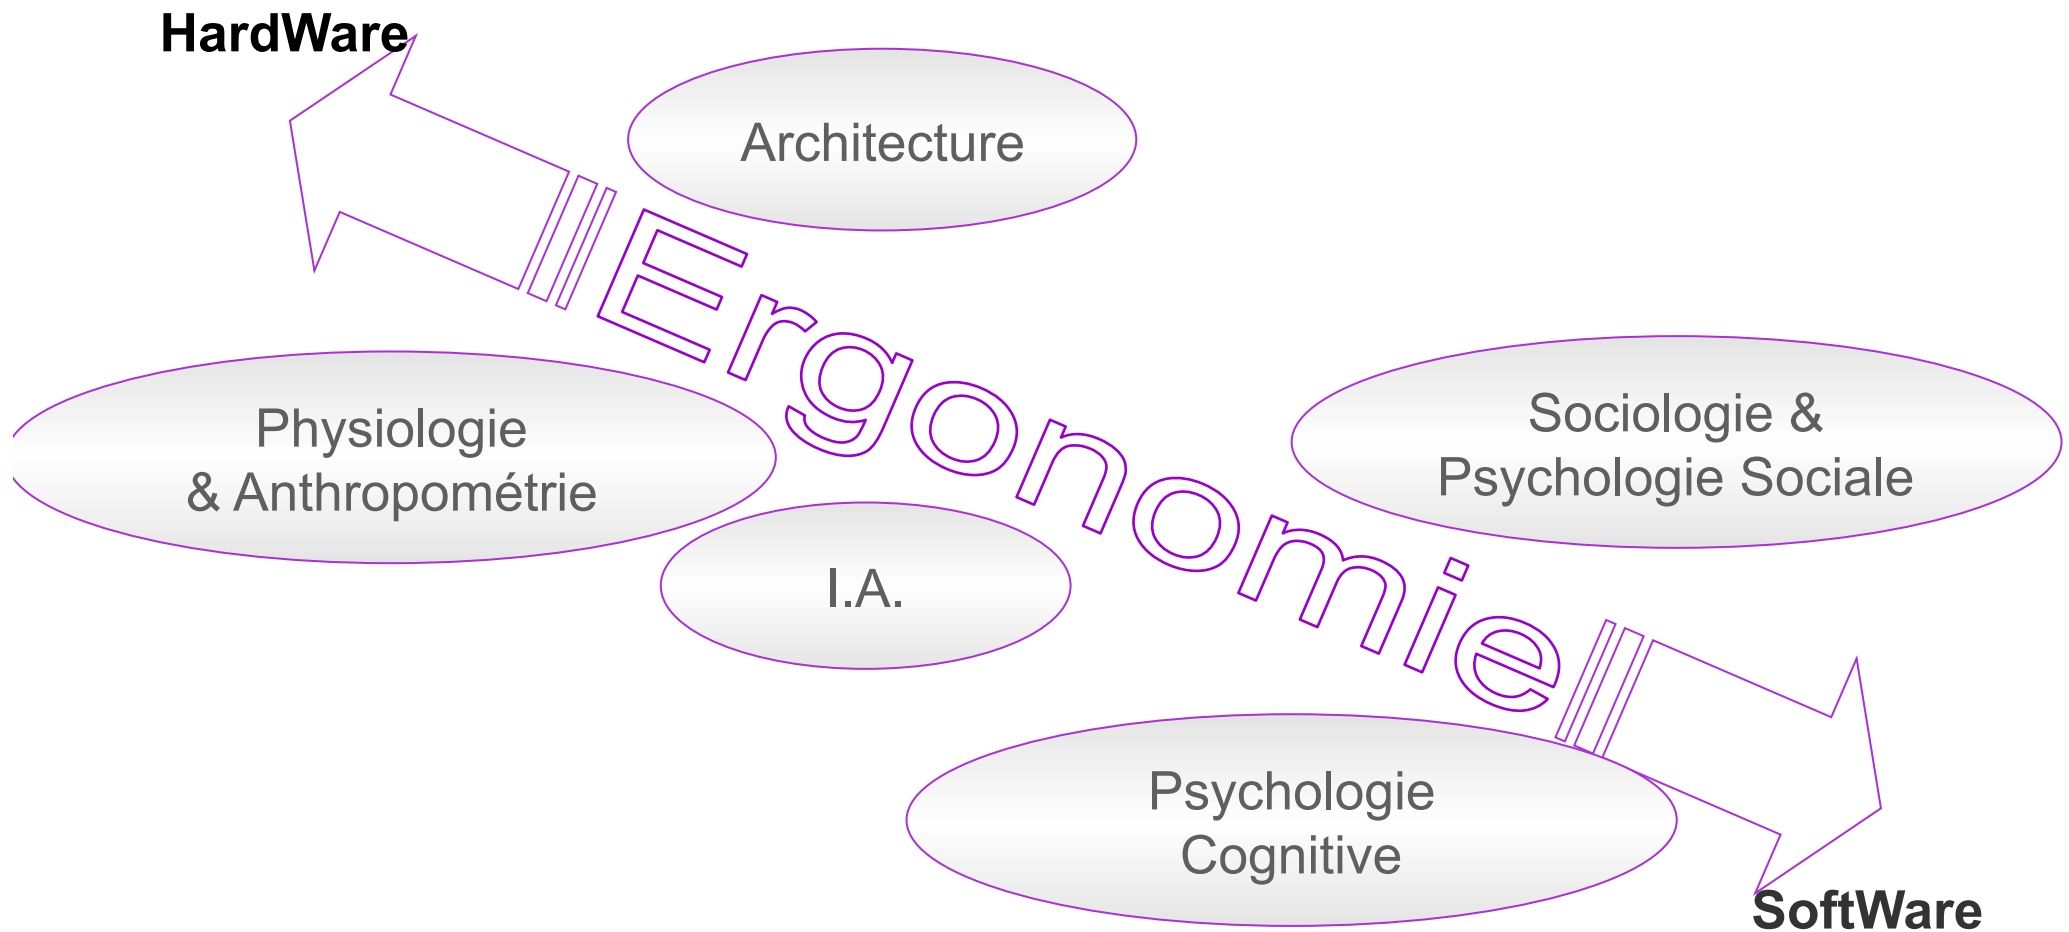 HardWare
Architecture
Ergonomie
Physiologie
& Anthropométrie
Sociologie &
Psychologie Sociale
I.A.
Psychologie
Cognitive
SoftWare